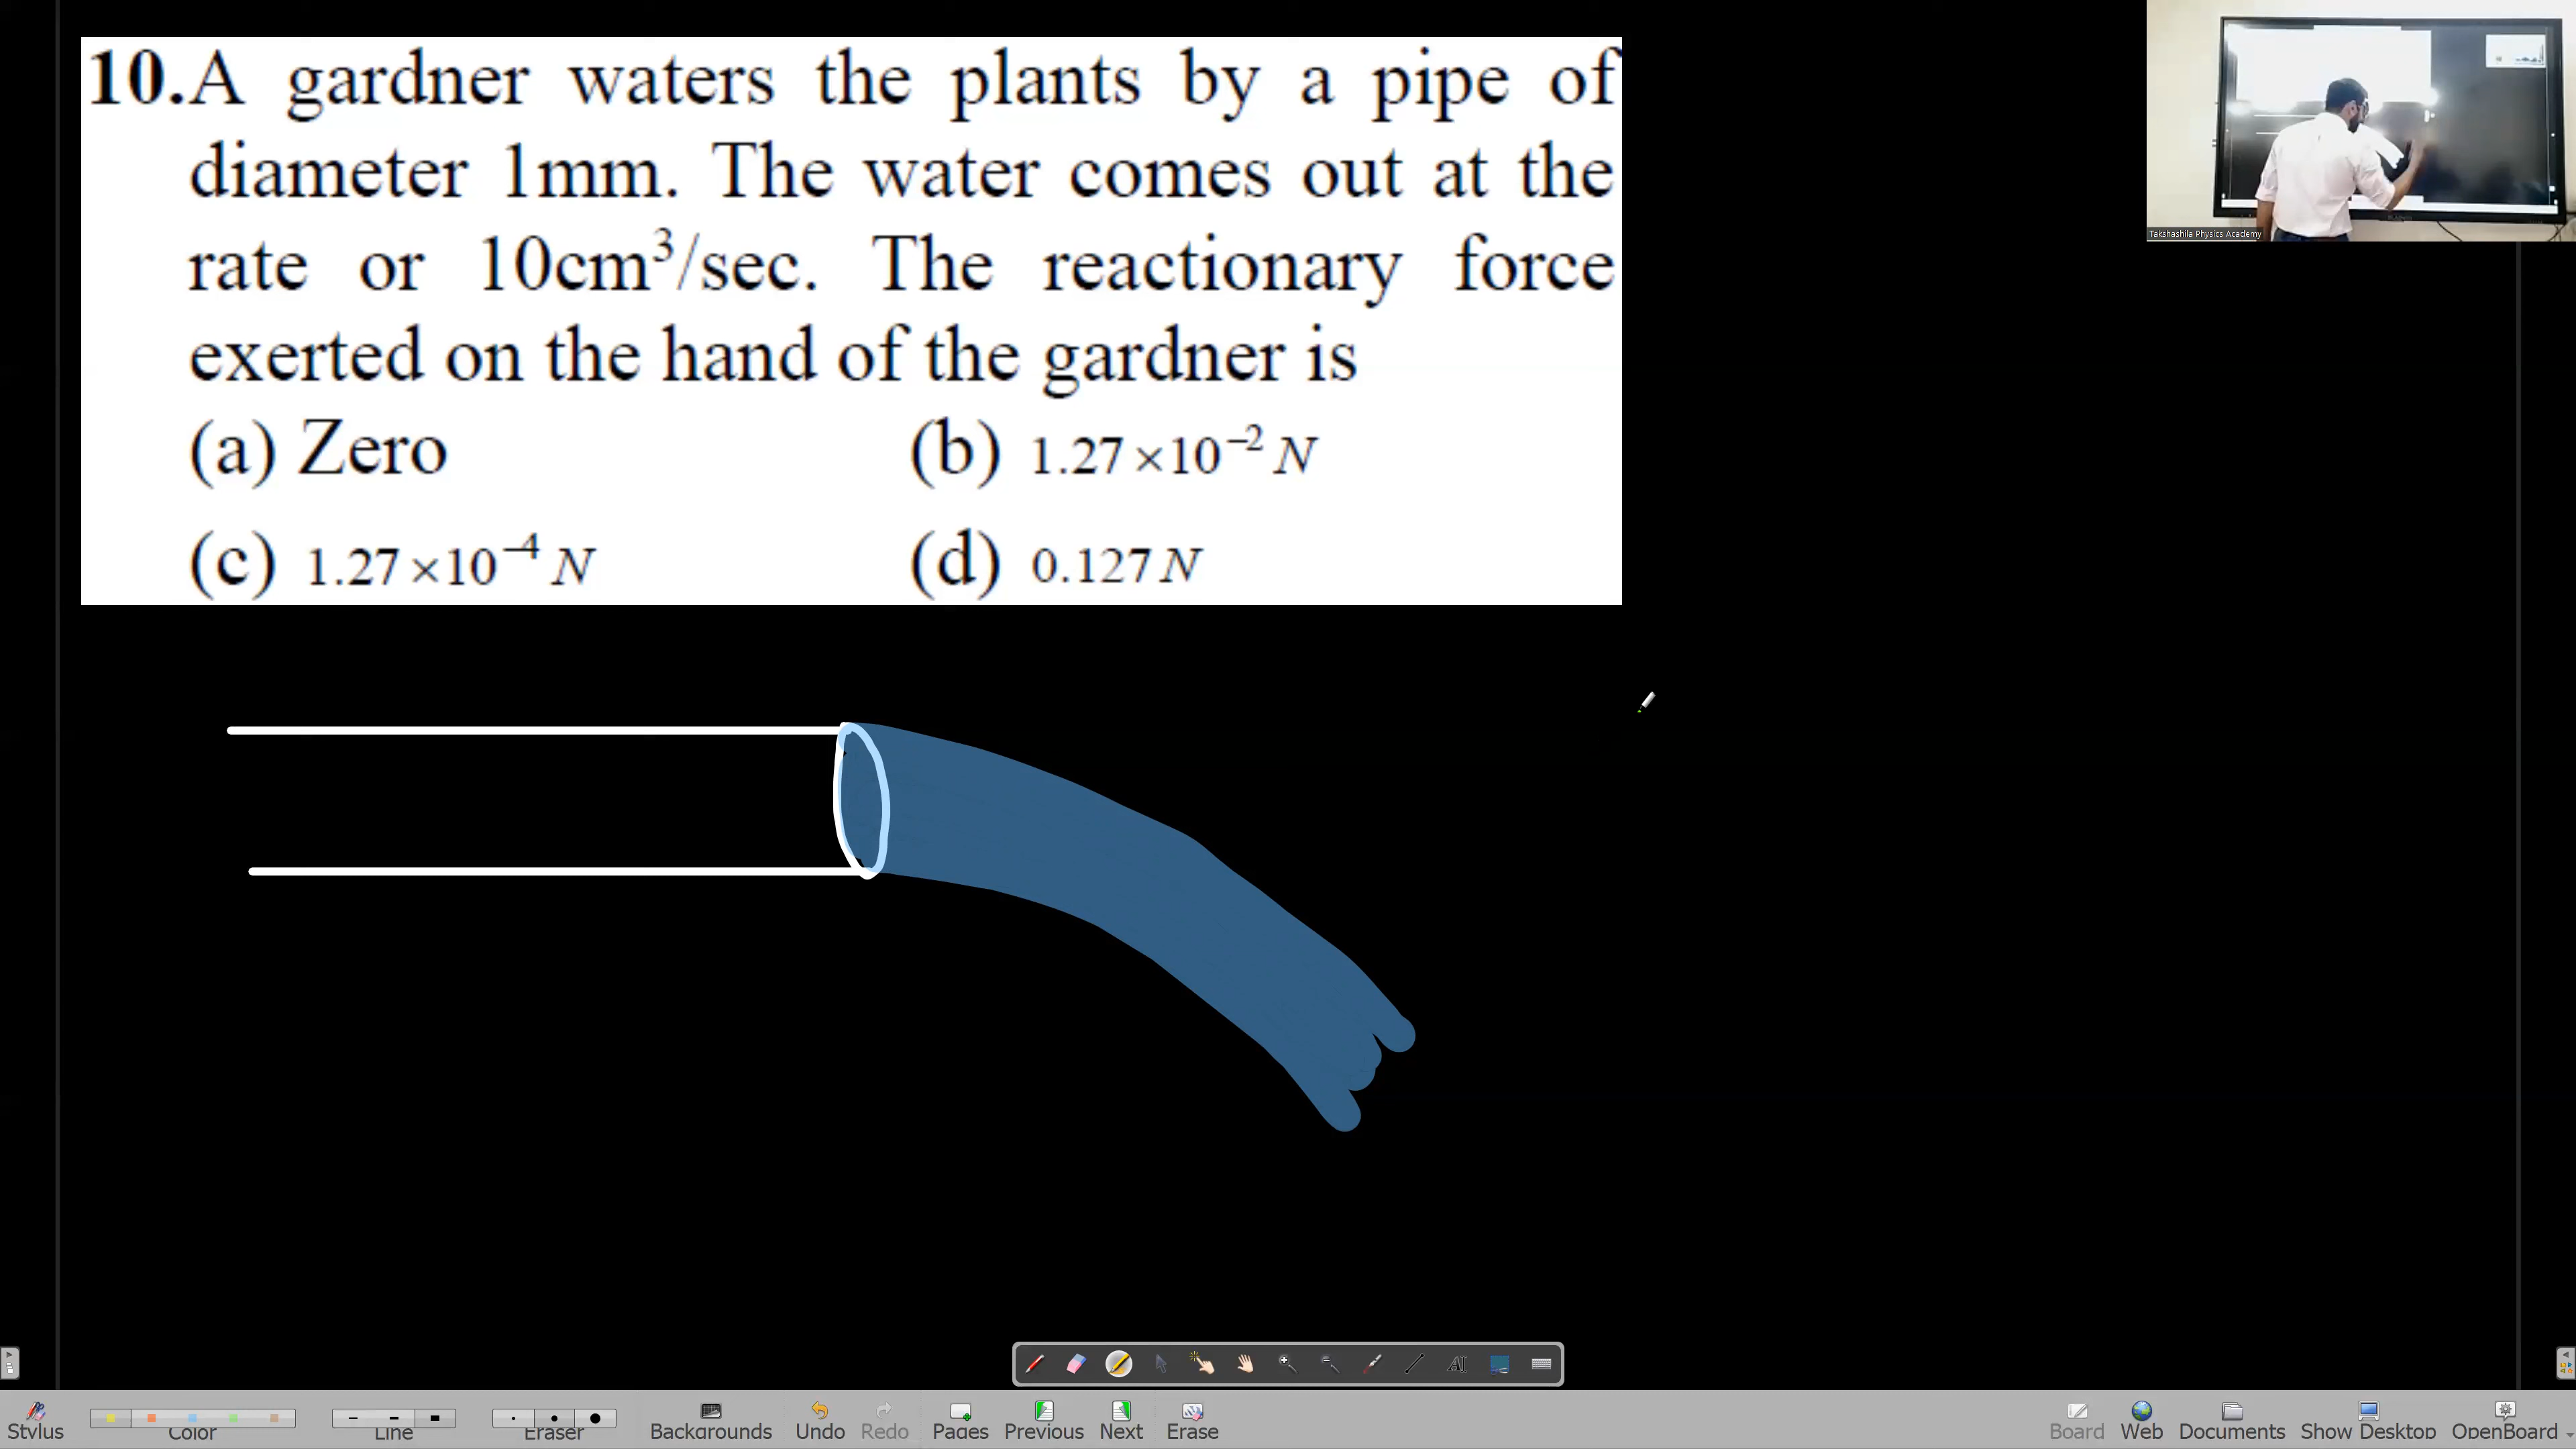 10.A gardner waters the plants by a pipe of
diameter 1mm. The water comes out at the
rate or 10cm³/sec. The reactionary force
exerted on the hand of the gardner is
(a) Zero (b) 1.27×10⁻² N
(c) 1.27×10⁻⁴ N (d) 0.127 N
Takshashila Physics Academy
Stylus Color Line Eraser Backgrounds Undo Redo Pages Previous Next Erase Board Web Documents Show Desktop OpenBoard